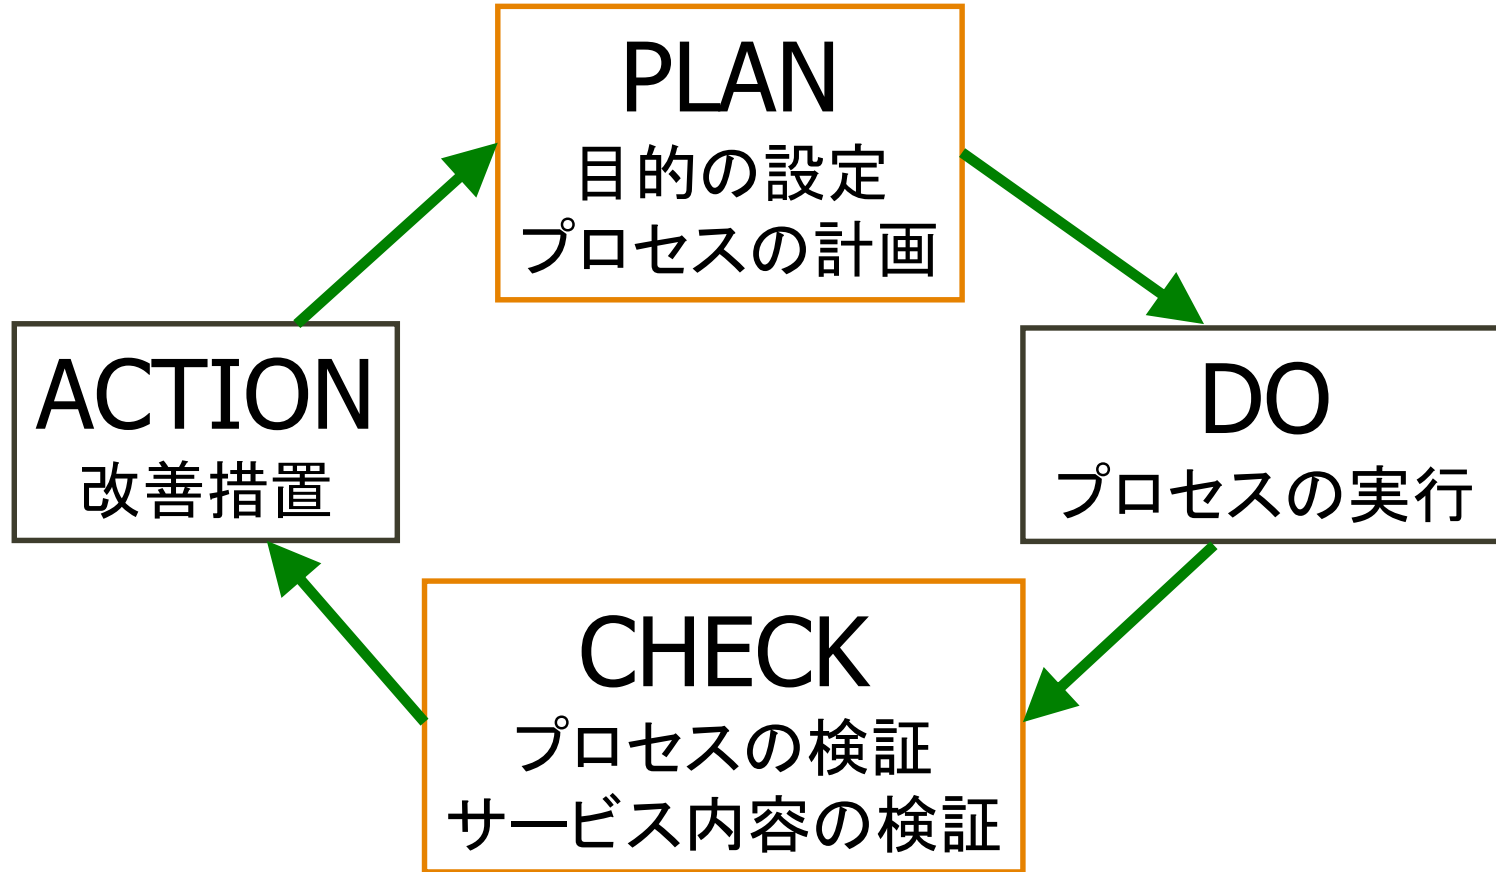 PLAN
目的の設定
プロセスの計画
ACTION
改善措置
DO
プロセスの実行
CHECK
プロセスの検証
サービス内容の検証